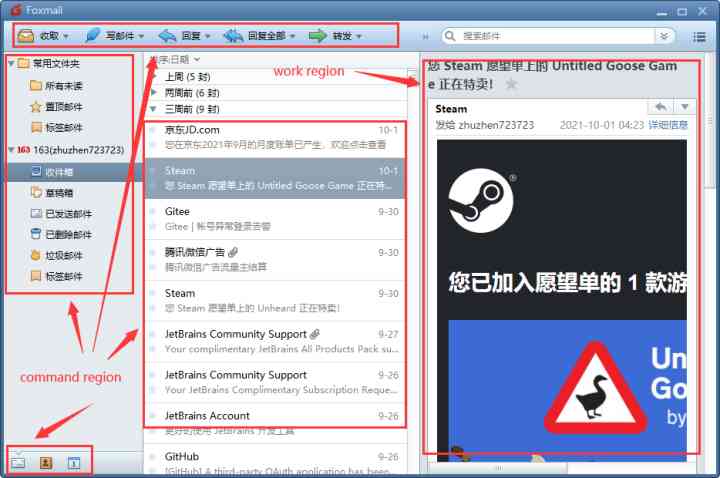 Foxmail
收取
写邮件
回复
回复全部
转发
搜索邮件
常用文件夹
所有未读
置顶邮件
标签邮件
163 163(zhuzhen723723)
收件箱
草稿箱
已发送邮件
已删除邮件
垃圾邮件
标签邮件
command region
排序:日期
上周 (5 封)
两周前 (6 封)
三周前 (9 封)
京东JD.com 10-1
您在京东2021年9月的月度账单已产生，欢迎点击查看
Steam 10-1
您 Steam 愿望单上的 Untitled Goose Game 正在特...
Gitee 9-30
Gitee | 帐号异常登录告警
腾讯微信广告 9-30
腾讯微信广告流量主结算
Steam 9-30
您 Steam 愿望单上的 Unheard 正在特卖!
JetBrains Community Support 9-27
Your complimentary JetBrains All Products Pack su...
JetBrains Community Support 9-26
Your JetBrains Complimentary Subscription Reque...
JetBrains Account 9-26
更好的使用 JetBrains 开发工具
GitHub 9-26
[GitHub] A third-party OAuth application has been...
work region
您 Steam 愿望单上的 Untitled Goose Gam
e 正在特卖!
Steam
发给 zhuzhen723723 2021-10-01 04:23 详细信息
您已加入愿望单的 1 款游
Un
Go
by